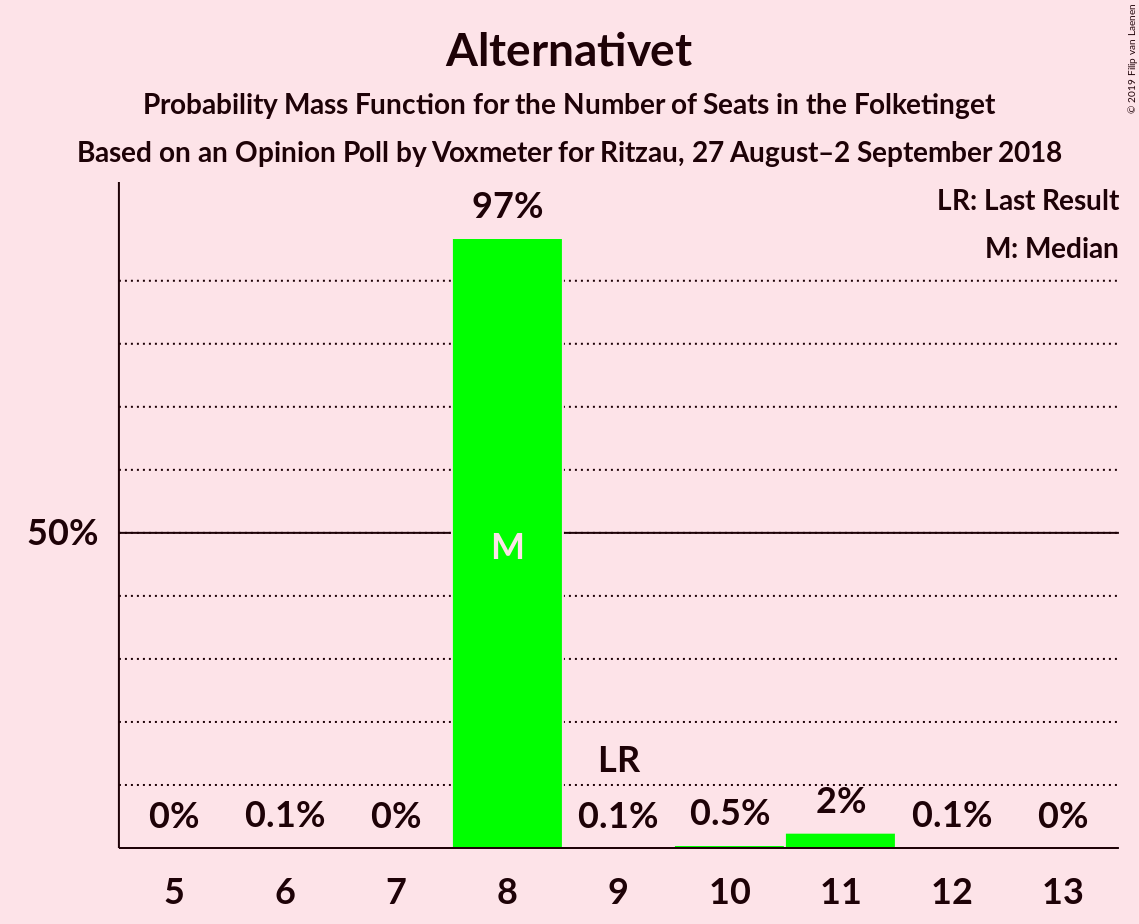 Alternativet
Probability Mass Function for the Number of Seats in the Folketinget
Based on an Opinion Poll by Voxmeter for Ritzau, 27 August–2 September 2018
© 2019 Filip van Laenen
LR: Last Result
M: Median
97%
50%
M
LR
0% 0.1% 0% 0.1% 0.5% 2% 0.1% 0%
5 6 7 8 9 10 11 12 13